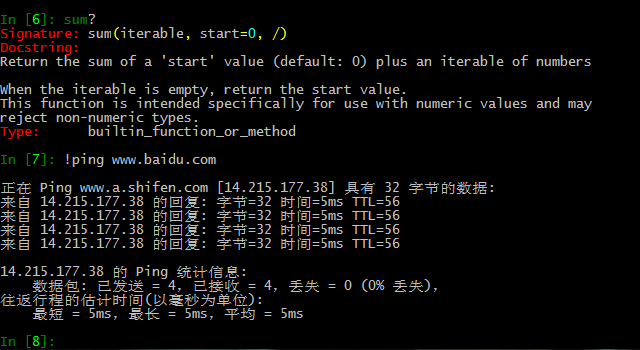 In [6]: sum?
Signature: sum(iterable, start=0, /)
Docstring:
Return the sum of a 'start' value (default: 0) plus an iterable of numbers
When the iterable is empty, return the start value.
This function is intended specifically for use with numeric values and may
reject non-numeric types.
Type:      builtin_function_or_method
In [7]: !ping www.baidu.com
正在 Ping www.a.shifen.com [14.215.177.38] 具有 32 字节的数据:
来自 14.215.177.38 的回复: 字节=32 时间=5ms TTL=56
来自 14.215.177.38 的回复: 字节=32 时间=5ms TTL=56
来自 14.215.177.38 的回复: 字节=32 时间=5ms TTL=56
来自 14.215.177.38 的回复: 字节=32 时间=5ms TTL=56
14.215.177.38 的 Ping 统计信息:
    数据包: 已发送 = 4，已接收 = 4，丢失 = 0 (0% 丢失)，
往返行程的估计时间(以毫秒为单位):
    最短 = 5ms，最长 = 5ms，平均 = 5ms
In [8]: